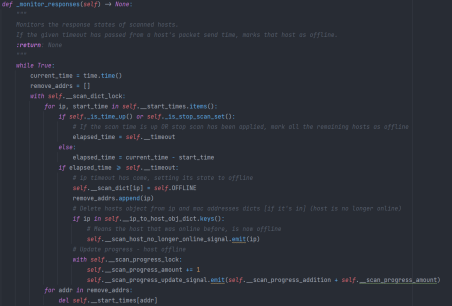 def _monitor_responses(self) -> None:
"""
Monitors the response states of scanned hosts.
If the given timeout has passed from a host's packet send time, marks that host as offline.
:return: None
"""
while True:
current_time = time.time()
remove_addrs = []
with self.__scan_dict_lock:
for ip, start_time in self.__start_times.items():
if self._is_time_up() or self._is_stop_scan_set():
# If the scan time is up OR stop scan has been applied, mark all the remaining hosts as offline
elapsed_time = self.__timeout
else:
elapsed_time = current_time - start_time
if elapsed_time >= self.__timeout:
# ip timeout has come, setting its state to offline
self.__scan_dict[ip] = self.OFFLINE
remove_addrs.append(ip)
# Delete hosts object from ip and mac addresses dicts [if it's in] (host is no longer online)
if ip in self.__ip_to_host_obj_dict.keys():
# Means the host that was online before, is one offline
self.__scan_host_no_longer_online_signal.emit(ip)
# Update progress - host offline
with self.__scan_progress_lock:
self.__scan_progress_amount += 1
self.__scan_progress_update_signal.emit(self.__scan_progress_addition + self.__scan_progress_amount)
for addr in remove_addrs:
del self.__start_times[addr]